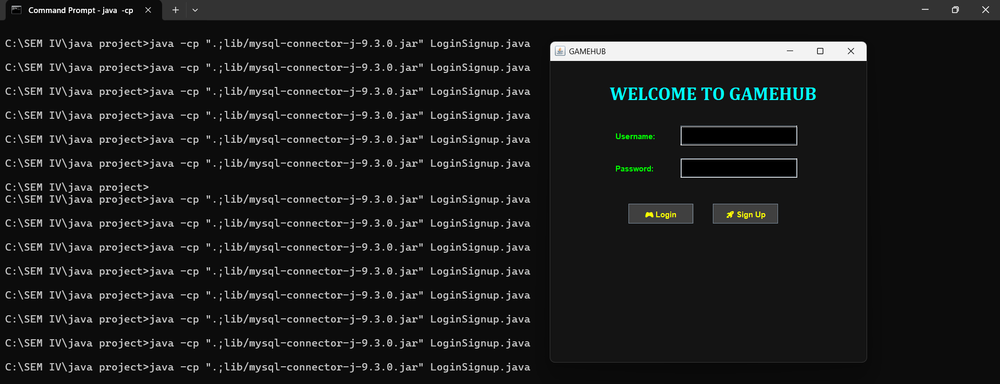 Command Prompt - java  -cp
C:\SEM IV\java project>java -cp ".;lib/mysql-connector-j-9.3.0.jar" LoginSignup.java
C:\SEM IV\java project>java -cp ".;lib/mysql-connector-j-9.3.0.jar" LoginSignup.java
C:\SEM IV\java project>java -cp ".;lib/mysql-connector-j-9.3.0.jar" LoginSignup.java
C:\SEM IV\java project>java -cp ".;lib/mysql-connector-j-9.3.0.jar" LoginSignup.java
C:\SEM IV\java project>java -cp ".;lib/mysql-connector-j-9.3.0.jar" LoginSignup.java
C:\SEM IV\java project>java -cp ".;lib/mysql-connector-j-9.3.0.jar" LoginSignup.java
C:\SEM IV\java project>
C:\SEM IV\java project>java -cp ".;lib/mysql-connector-j-9.3.0.jar" LoginSignup.java
C:\SEM IV\java project>java -cp ".;lib/mysql-connector-j-9.3.0.jar" LoginSignup.java
C:\SEM IV\java project>java -cp ".;lib/mysql-connector-j-9.3.0.jar" LoginSignup.java
C:\SEM IV\java project>java -cp ".;lib/mysql-connector-j-9.3.0.jar" LoginSignup.java
C:\SEM IV\java project>java -cp ".;lib/mysql-connector-j-9.3.0.jar" LoginSignup.java
C:\SEM IV\java project>java -cp ".;lib/mysql-connector-j-9.3.0.jar" LoginSignup.java
C:\SEM IV\java project>java -cp ".;lib/mysql-connector-j-9.3.0.jar" LoginSignup.java
C:\SEM IV\java project>java -cp ".;lib/mysql-connector-j-9.3.0.jar" LoginSignup.java
GAMEHUB
WELCOME TO GAMEHUB
Username:
Password:
🎮 Login
🚀 Sign Up